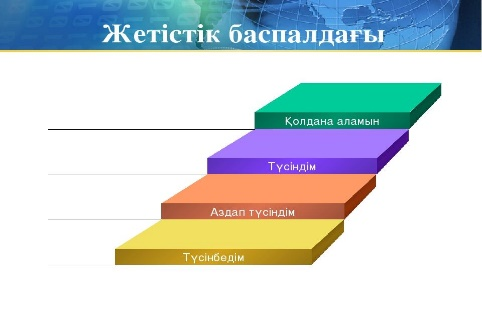 Жетістік баспалдағы
Қолдана аламын
Түсіндім
Аздап түсіндім
Түсінбедім